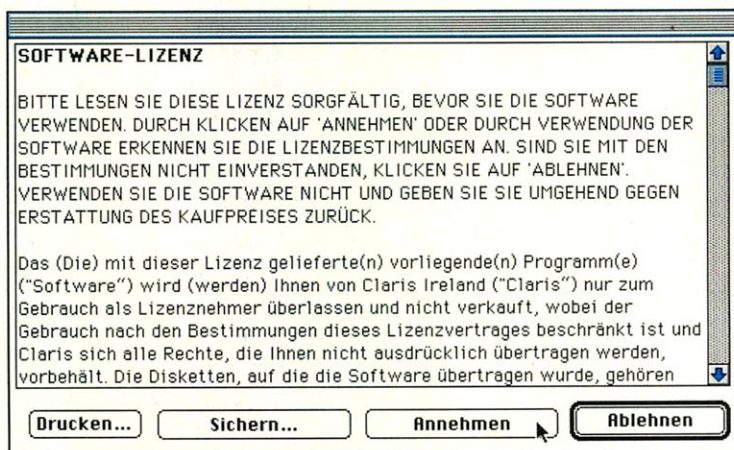 SOFTWARE-LIZENZ
BITTE LESEN SIE DIESE LIZENZ SORGFÄLTIG, BEVOR SIE DIE SOFTWARE
VERWENDEN. DURCH KLICKEN AUF 'ANNEHMEN' ODER DURCH VERWENDUNG DER
SOFTWARE ERKENNEN SIE DIE LIZENZBESTIMMUNGEN AN. SIND SIE MIT DEN
BESTIMMUNGEN NICHT EINVERSTANDEN, KLICKEN SIE AUF 'ABLEHNEN'.
VERWENDEN SIE DIE SOFTWARE NICHT UND GEBEN SIE SIE UMGEHEND GEGEN
ERSTATTUNG DES KAUFPREISES ZURÜCK.
Das (Die) mit dieser Lizenz gelieferte(n) vorliegende(n) Programm(e)
("Software") wird (werden) Ihnen von Claris Ireland ("Claris") nur zum
Gebrauch als Lizenznehmer überlassen und nicht verkauft, wobei der
Gebrauch nach den Bestimmungen dieses Lizenzvertrages beschränkt ist und
Claris sich alle Rechte, die Ihnen nicht ausdrücklich übertragen werden,
vorbehält. Die Disketten, auf die die Software übertragen wurde, gehören
Drucken... Sichern... Annehmen Ablehnen